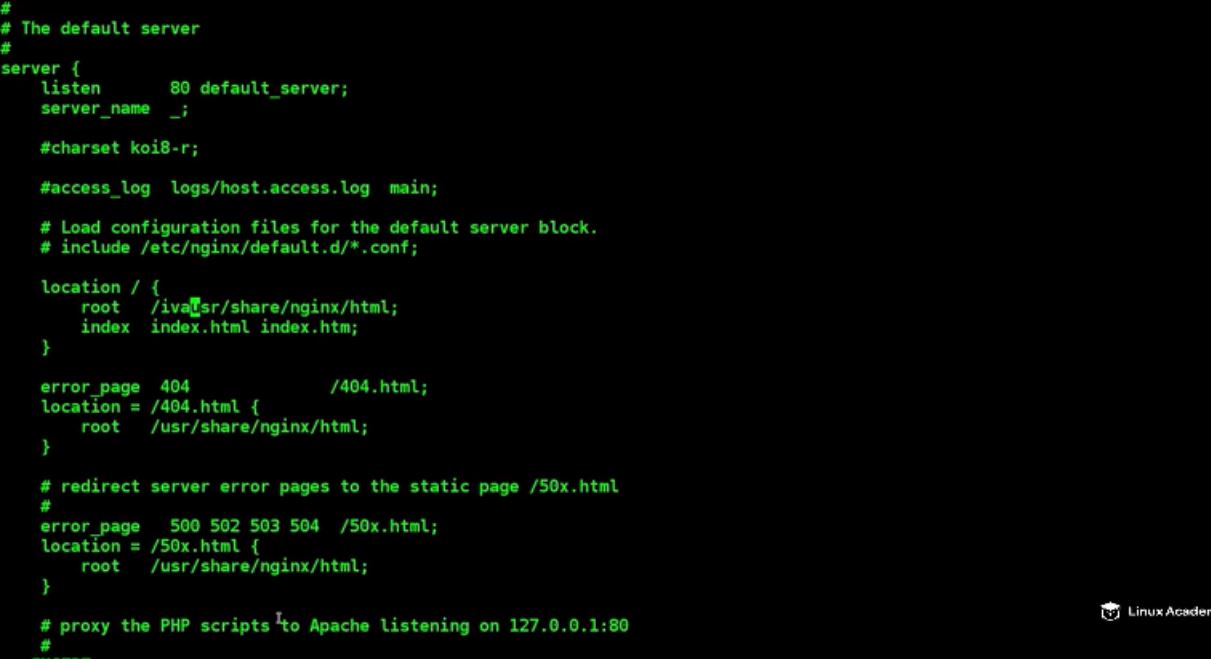 #
# The default server
#
server {
    listen       80 default_server;
    server_name  _;
    #charset koi8-r;
    #access_log  logs/host.access.log  main;
    # Load configuration files for the default server block.
    # include /etc/nginx/default.d/*.conf;
    location / {
        root   /ivausr/share/nginx/html;
        index  index.html index.htm;
    }
    error_page  404              /404.html;
    location = /404.html {
        root   /usr/share/nginx/html;
    }
    # redirect server error pages to the static page /50x.html
    #
    error_page   500 502 503 504  /50x.html;
    location = /50x.html {
        root   /usr/share/nginx/html;
    }
Linux Academ
    # proxy the PHP scripts to Apache listening on 127.0.0.1:80
    #